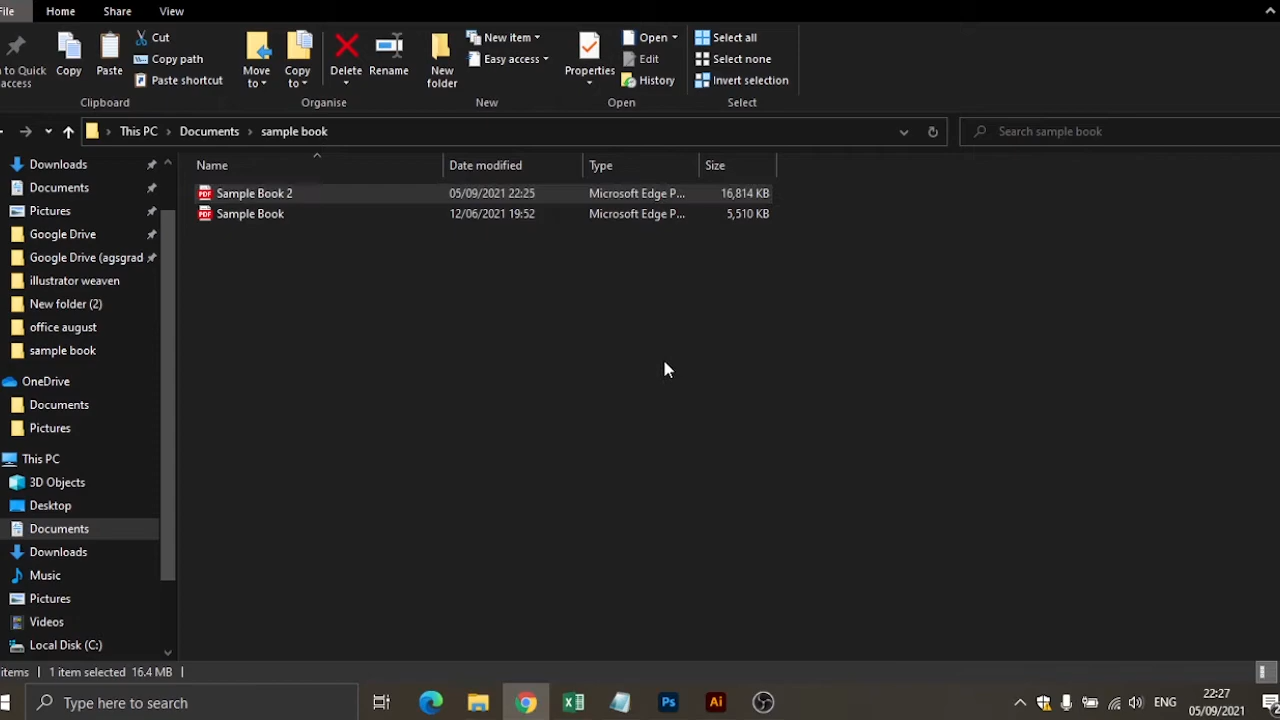 File Home Share View
Cut
Copy path
Paste shortcut
Copy Paste
to Quick
access
Clipboard
Move
to
Copy
to
Delete Rename
Organise
New
folder
New item
Easy access
New
Properties
Open
Edit
History
Open
Select all
Select none
Invert selection
Select
This PC Documents sample book
Search sample book
Name Date modified Type Size
PDF Sample Book 2 05/09/2021 22:25 Microsoft Edge P... 16,814 KB
PDF Sample Book 12/06/2021 19:52 Microsoft Edge P... 5,510 KB
Downloads
Documents
Pictures
Google Drive
Google Drive (agsgrad
illustrator weaven
New folder (2)
office august
sample book
OneDrive
Documents
Pictures
This PC
3D Objects
Desktop
Documents
Downloads
Music
Pictures
Videos
Local Disk (C:)
items 1 item selected 16.4 MB
Type here to search
Ps
Ai
ENG
22:27
05/09/2021
2